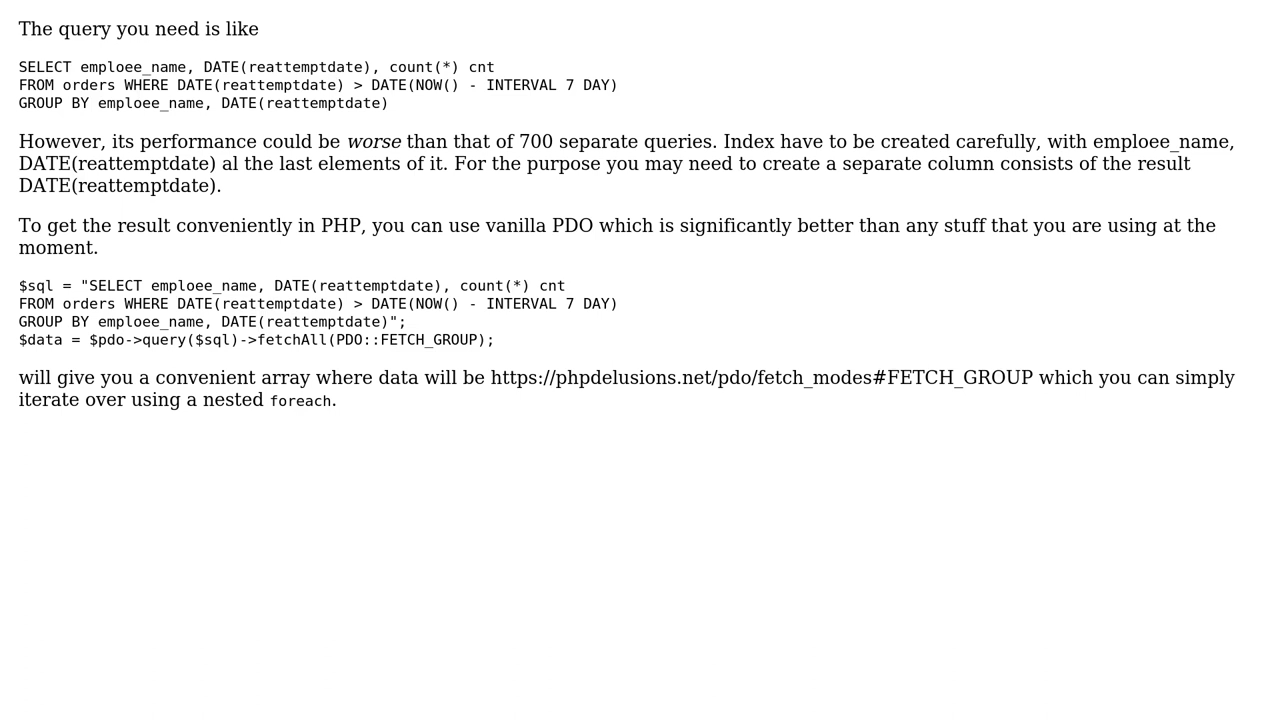 The query you need is like
SELECT emploee_name, DATE(reattemptdate), count(*) cnt
FROM orders WHERE DATE(reattemptdate) > DATE(NOW() - INTERVAL 7 DAY)
GROUP BY emploee_name, DATE(reattemptdate)
However, its performance could be worse than that of 700 separate queries. Index have to be created carefully, with emploee_name,
DATE(reattemptdate) al the last elements of it. For the purpose you may need to create a separate column consists of the result
DATE(reattemptdate).
To get the result conveniently in PHP, you can use vanilla PDO which is significantly better than any stuff that you are using at the
moment.
$sql = "SELECT emploee_name, DATE(reattemptdate), count(*) cnt
FROM orders WHERE DATE(reattemptdate) > DATE(NOW() - INTERVAL 7 DAY)
GROUP BY emploee_name, DATE(reattemptdate)";
$data = $pdo->query($sql)->fetchAll(PDO::FETCH_GROUP);
will give you a convenient array where data will be https://phpdelusions.net/pdo/fetch_modes#FETCH_GROUP which you can simply
iterate over using a nested foreach.